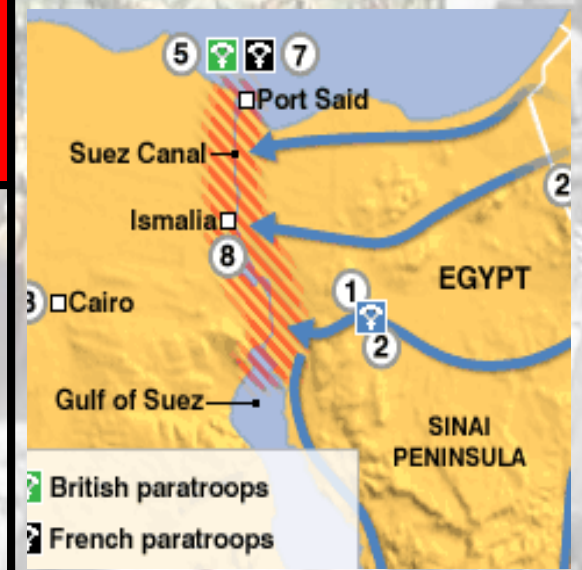 5
7
Port Said
Suez Canal
2
Ismalia
8
EGYPT
1
Cairo
2
Gulf of Suez
SINAI
PENINSULA
British paratroops
French paratroops